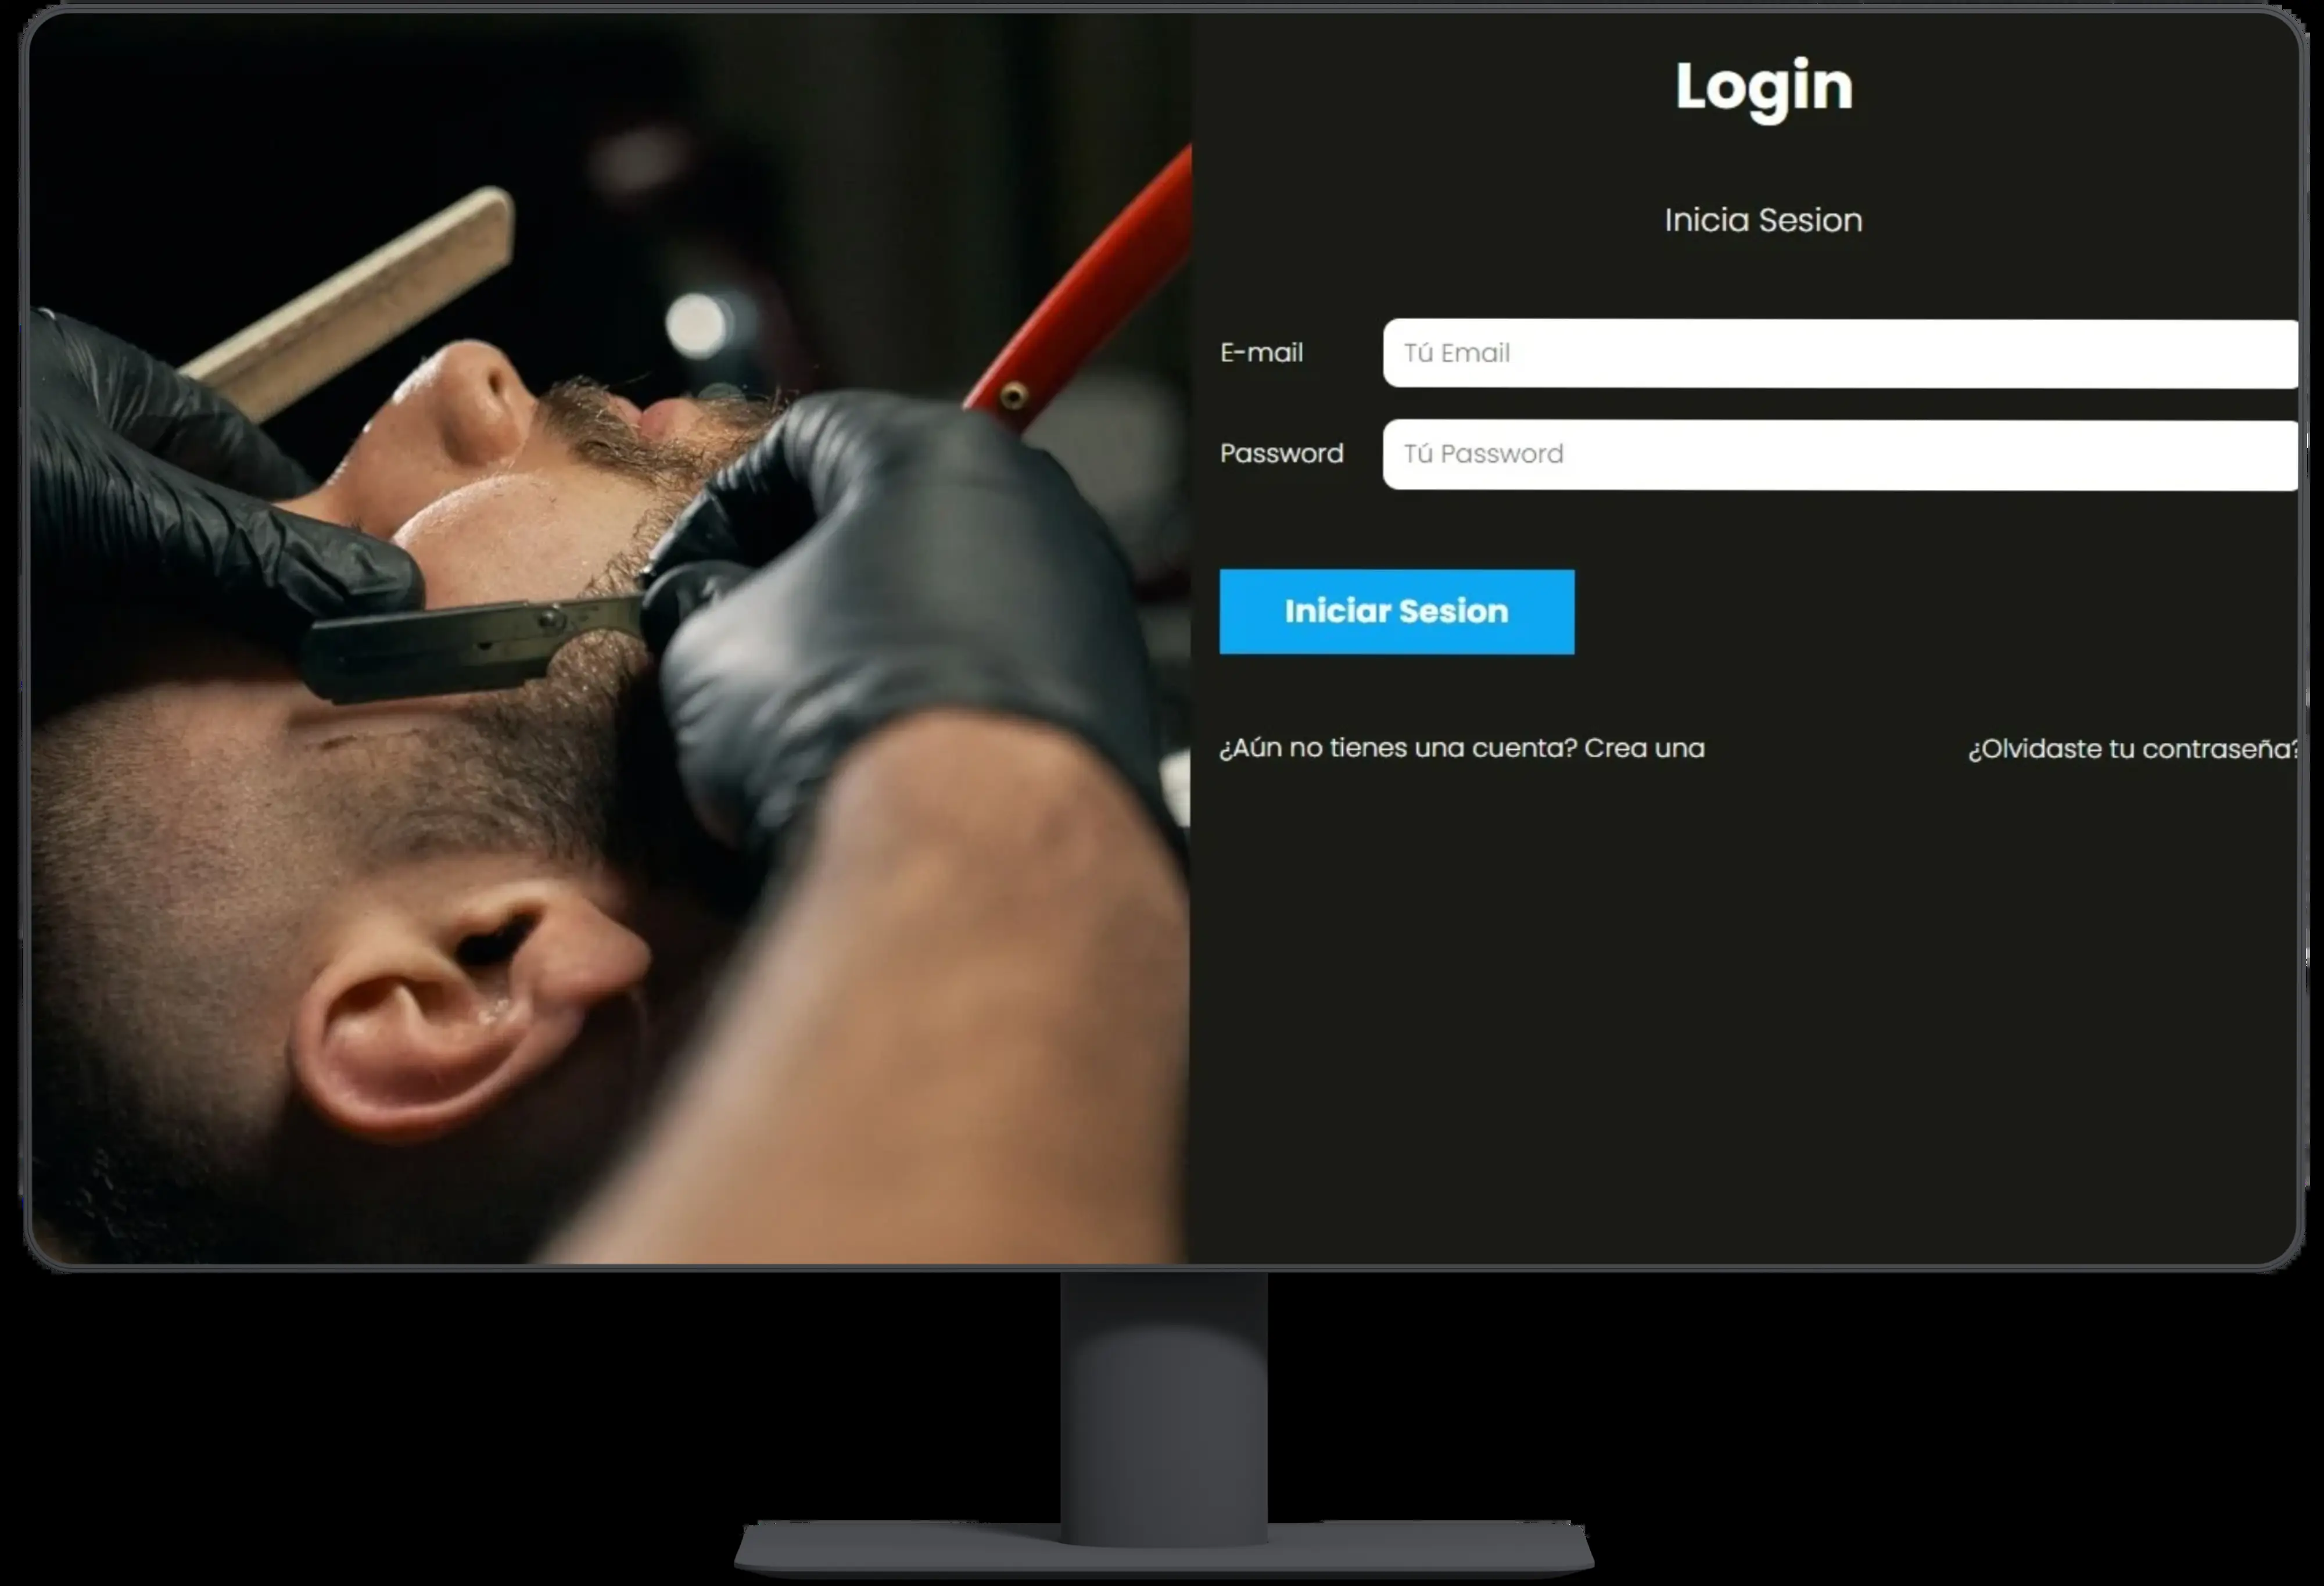 Login
Inicia Sesion
E-mail
Tú Email
Password
Tú Password
Iniciar Sesion
¿Aún no tienes una cuenta? Crea una
¿Olvidaste tu contraseña?